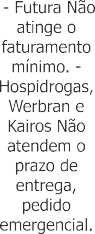 - Futura Não
atinge o
faturamento
mínimo. -
Hospidrogas,
Werbran e
Kairos Não
atendem o
prazo de
entrega,
pedido
emergencial.